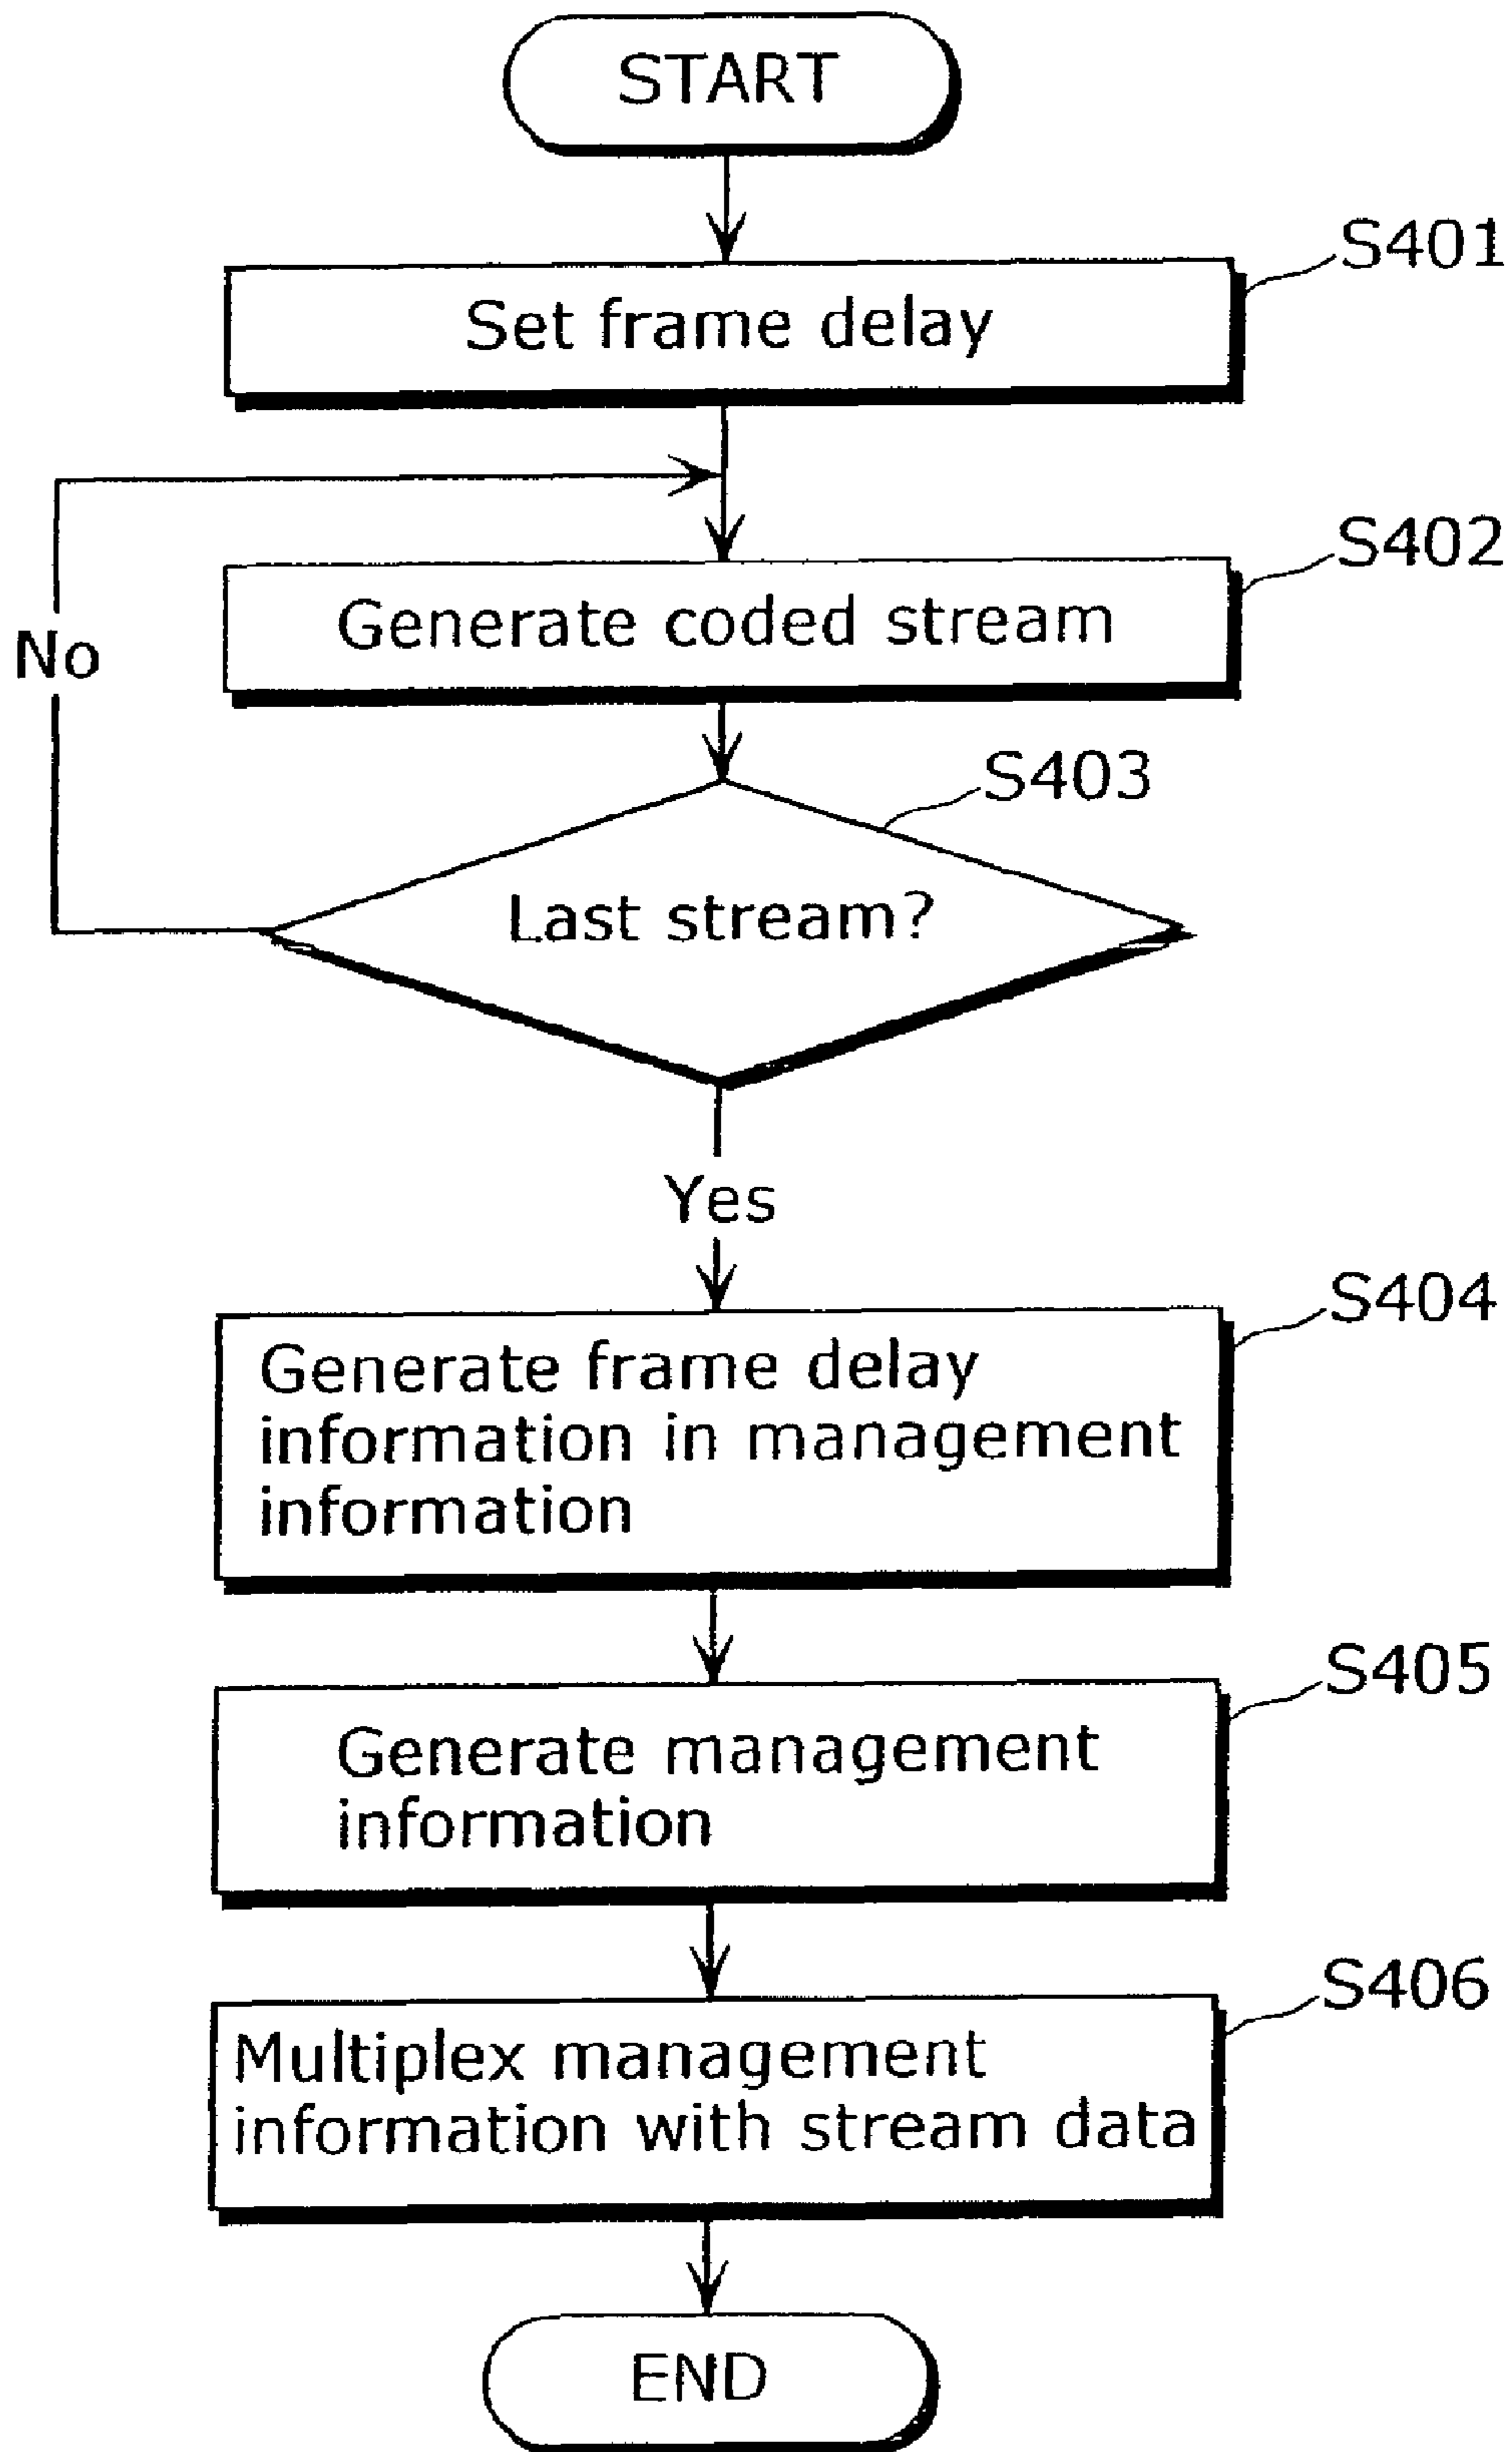 START
S401
Set frame delay
S402
Generate coded stream
No
S403
Last stream?
Yes
S404
Generate frame delay
information in management
information
S405
Generate management
information
S406
Multiplex management
information with stream data
END